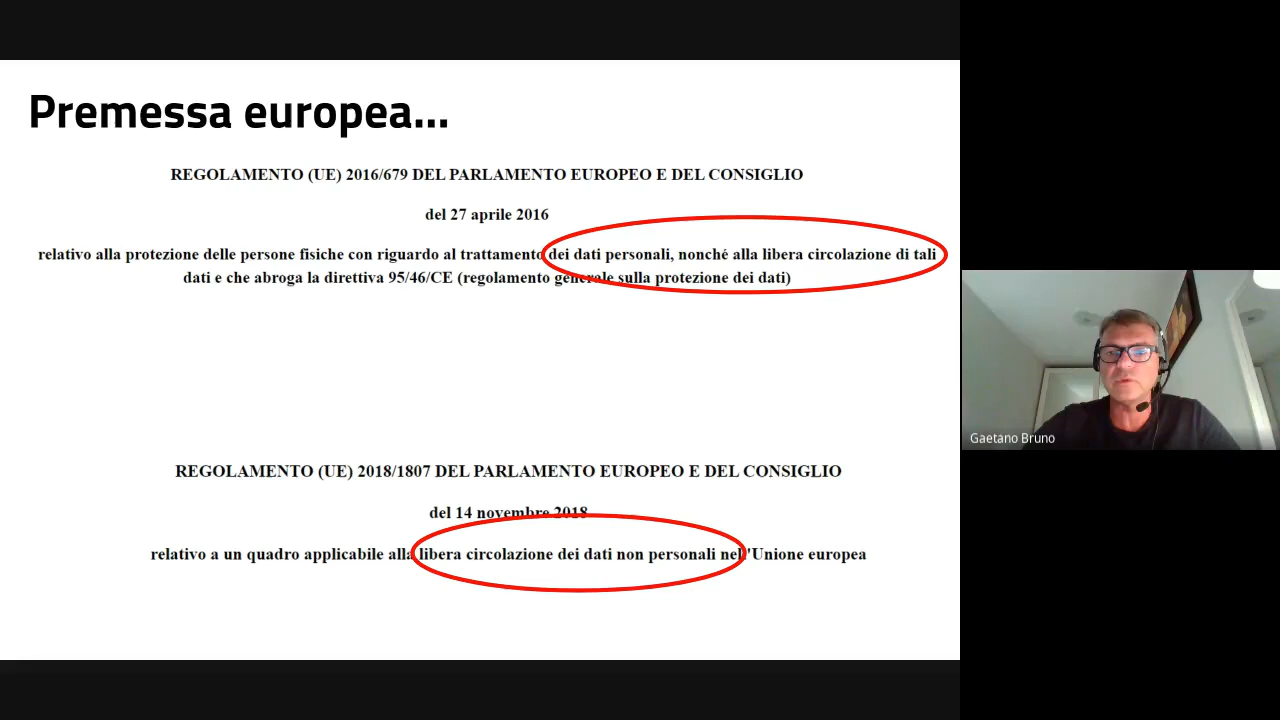 Premessa europea...
REGOLAMENTO (UE) 2016/679 DEL PARLAMENTO EUROPEO E DEL CONSIGLIO
del 27 aprile 2016
relativo alla protezione delle persone fisiche con riguardo al trattamento dei dati personali, nonché alla libera circolazione di tali
dati e che abroga la direttiva 95/46/CE (regolamento generale sulla protezione dei dati)
REGOLAMENTO (UE) 2018/1807 DEL PARLAMENTO EUROPEO E DEL CONSIGLIO
del 14 novembre 2018
relativo a un quadro applicabile alla libera circolazione dei dati non personali nell'Unione europea
Gaetano Bruno